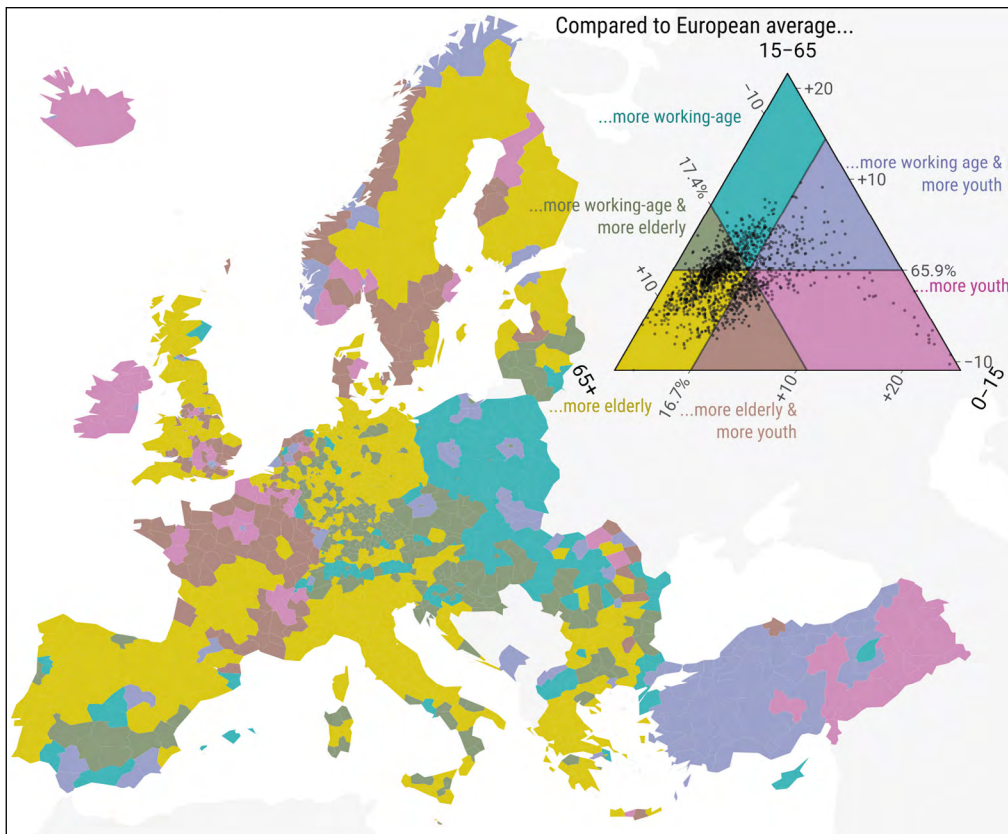 Compared to European average...
15–65
−10
+20
...more working-age
17.4%
...more working age &
more youth
+10
...more working-age &
more elderly
+10
65.9%
...more youth
−10
65+
16.7%
+10
+20
0–15
...more elderly
...more elderly &
more youth